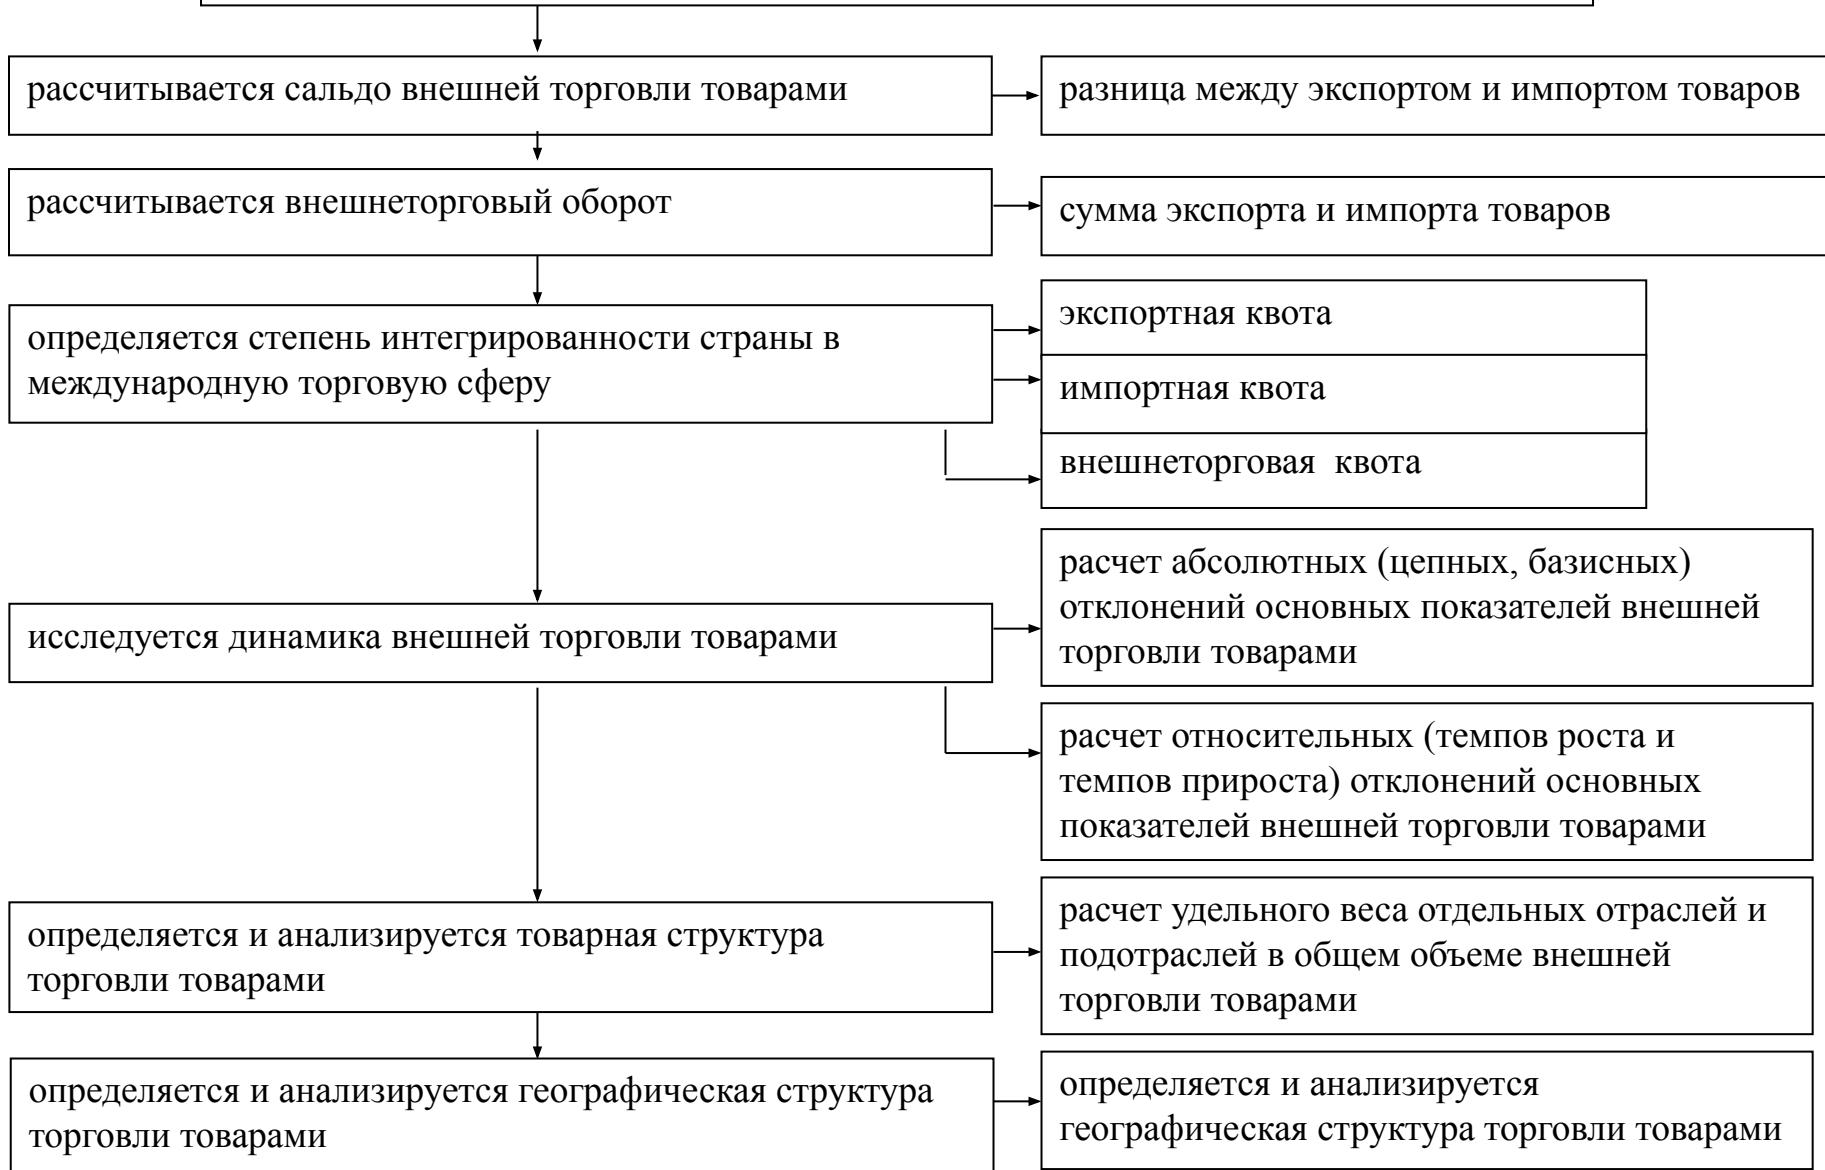 рассчитывается сальдо внешней торговли товарами
разница между экспортом и импортом товаров
рассчитывается внешнеторговый оборот
сумма экспорта и импорта товаров
определяется степень интегрированности страны в
международную торговую сферу
экспортная квота
импортная квота
внешнеторговая  квота
исследуется динамика внешней торговли товарами
расчет абсолютных (цепных, базисных)
отклонений основных показателей внешней
торговли товарами
расчет относительных (темпов роста и
темпов прироста) отклонений основных
показателей внешней торговли товарами
определяется и анализируется товарная структура
торговли товарами
расчет удельного веса отдельных отраслей и
подотраслей в общем объеме внешней
торговли товарами
определяется и анализируется географическая структура
торговли товарами
определяется и анализируется
географическая структура торговли товарами